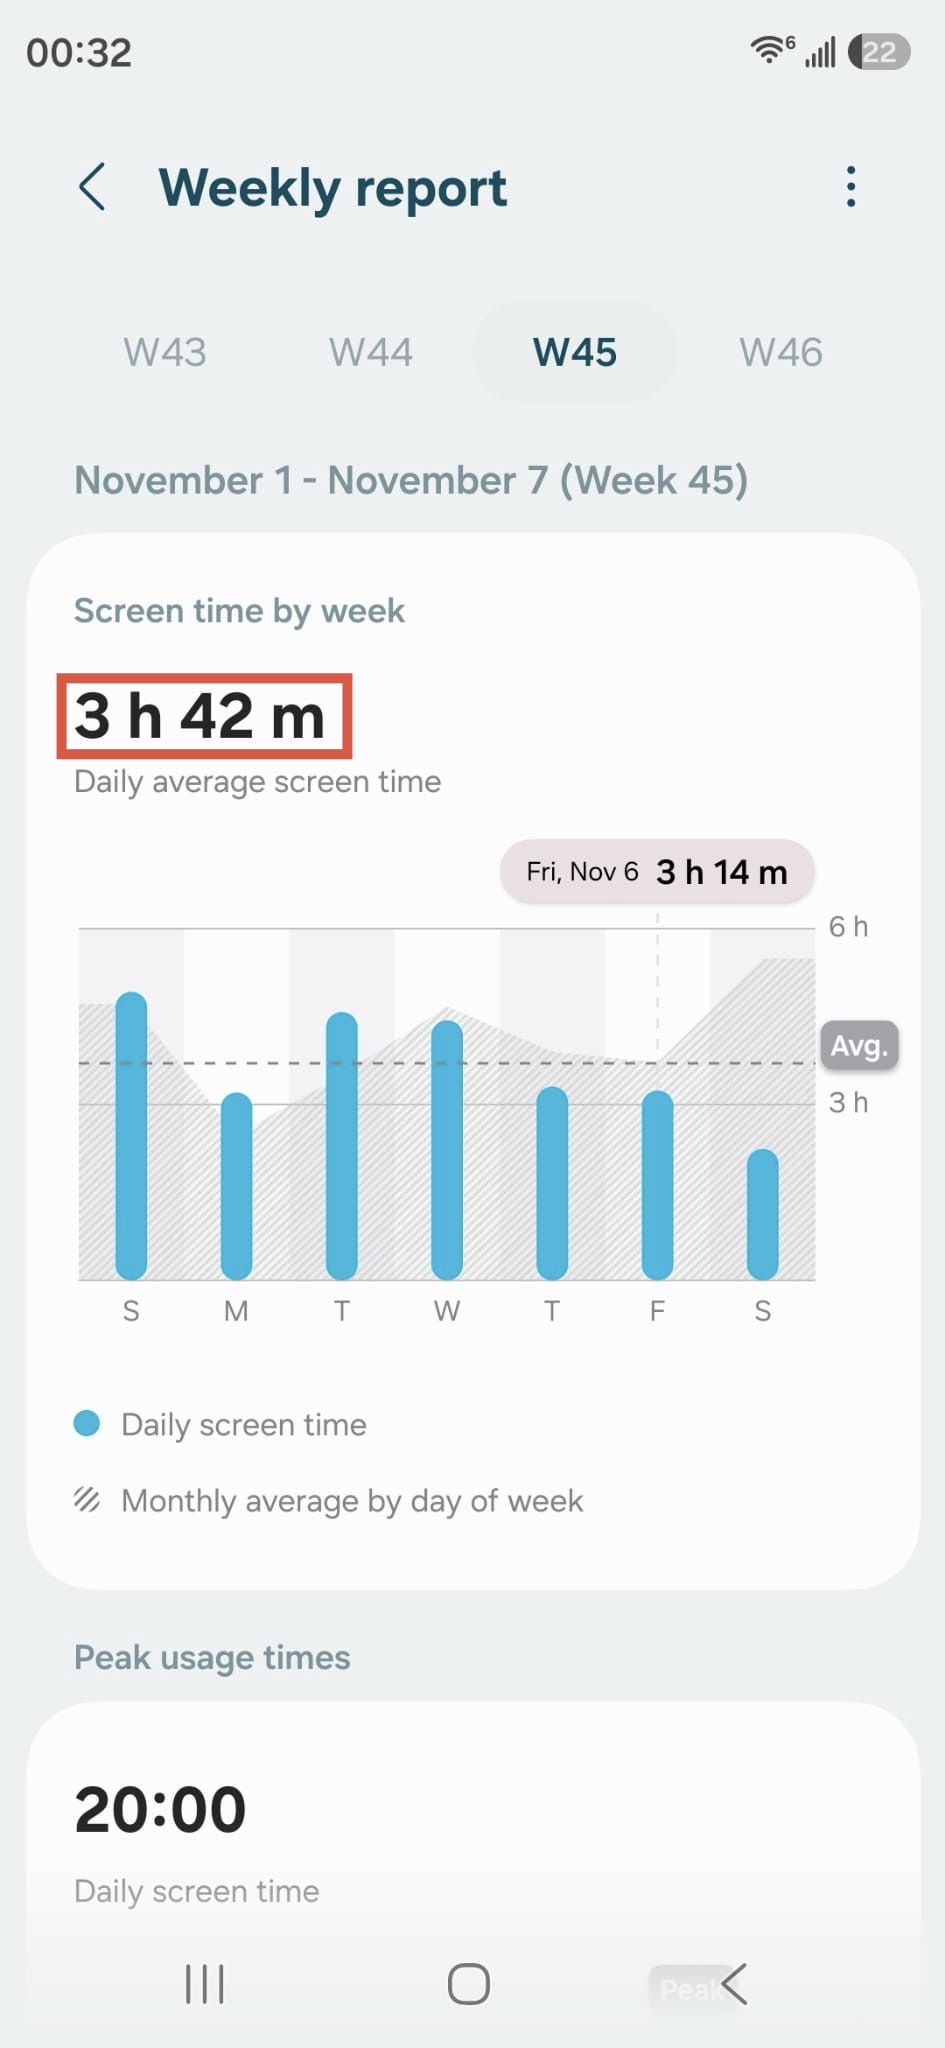 00:32 6 22
Weekly report
W43 W44 W45 W46
November 1 - November 7 (Week 45)
Screen time by week
3 h 42 m
Daily average screen time
Fri, Nov 6 3 h 14 m
6 h
Avg.
3 h
S M T W T F S
Daily screen time
Monthly average by day of week
Peak usage times
20:00
Daily screen time
Peak